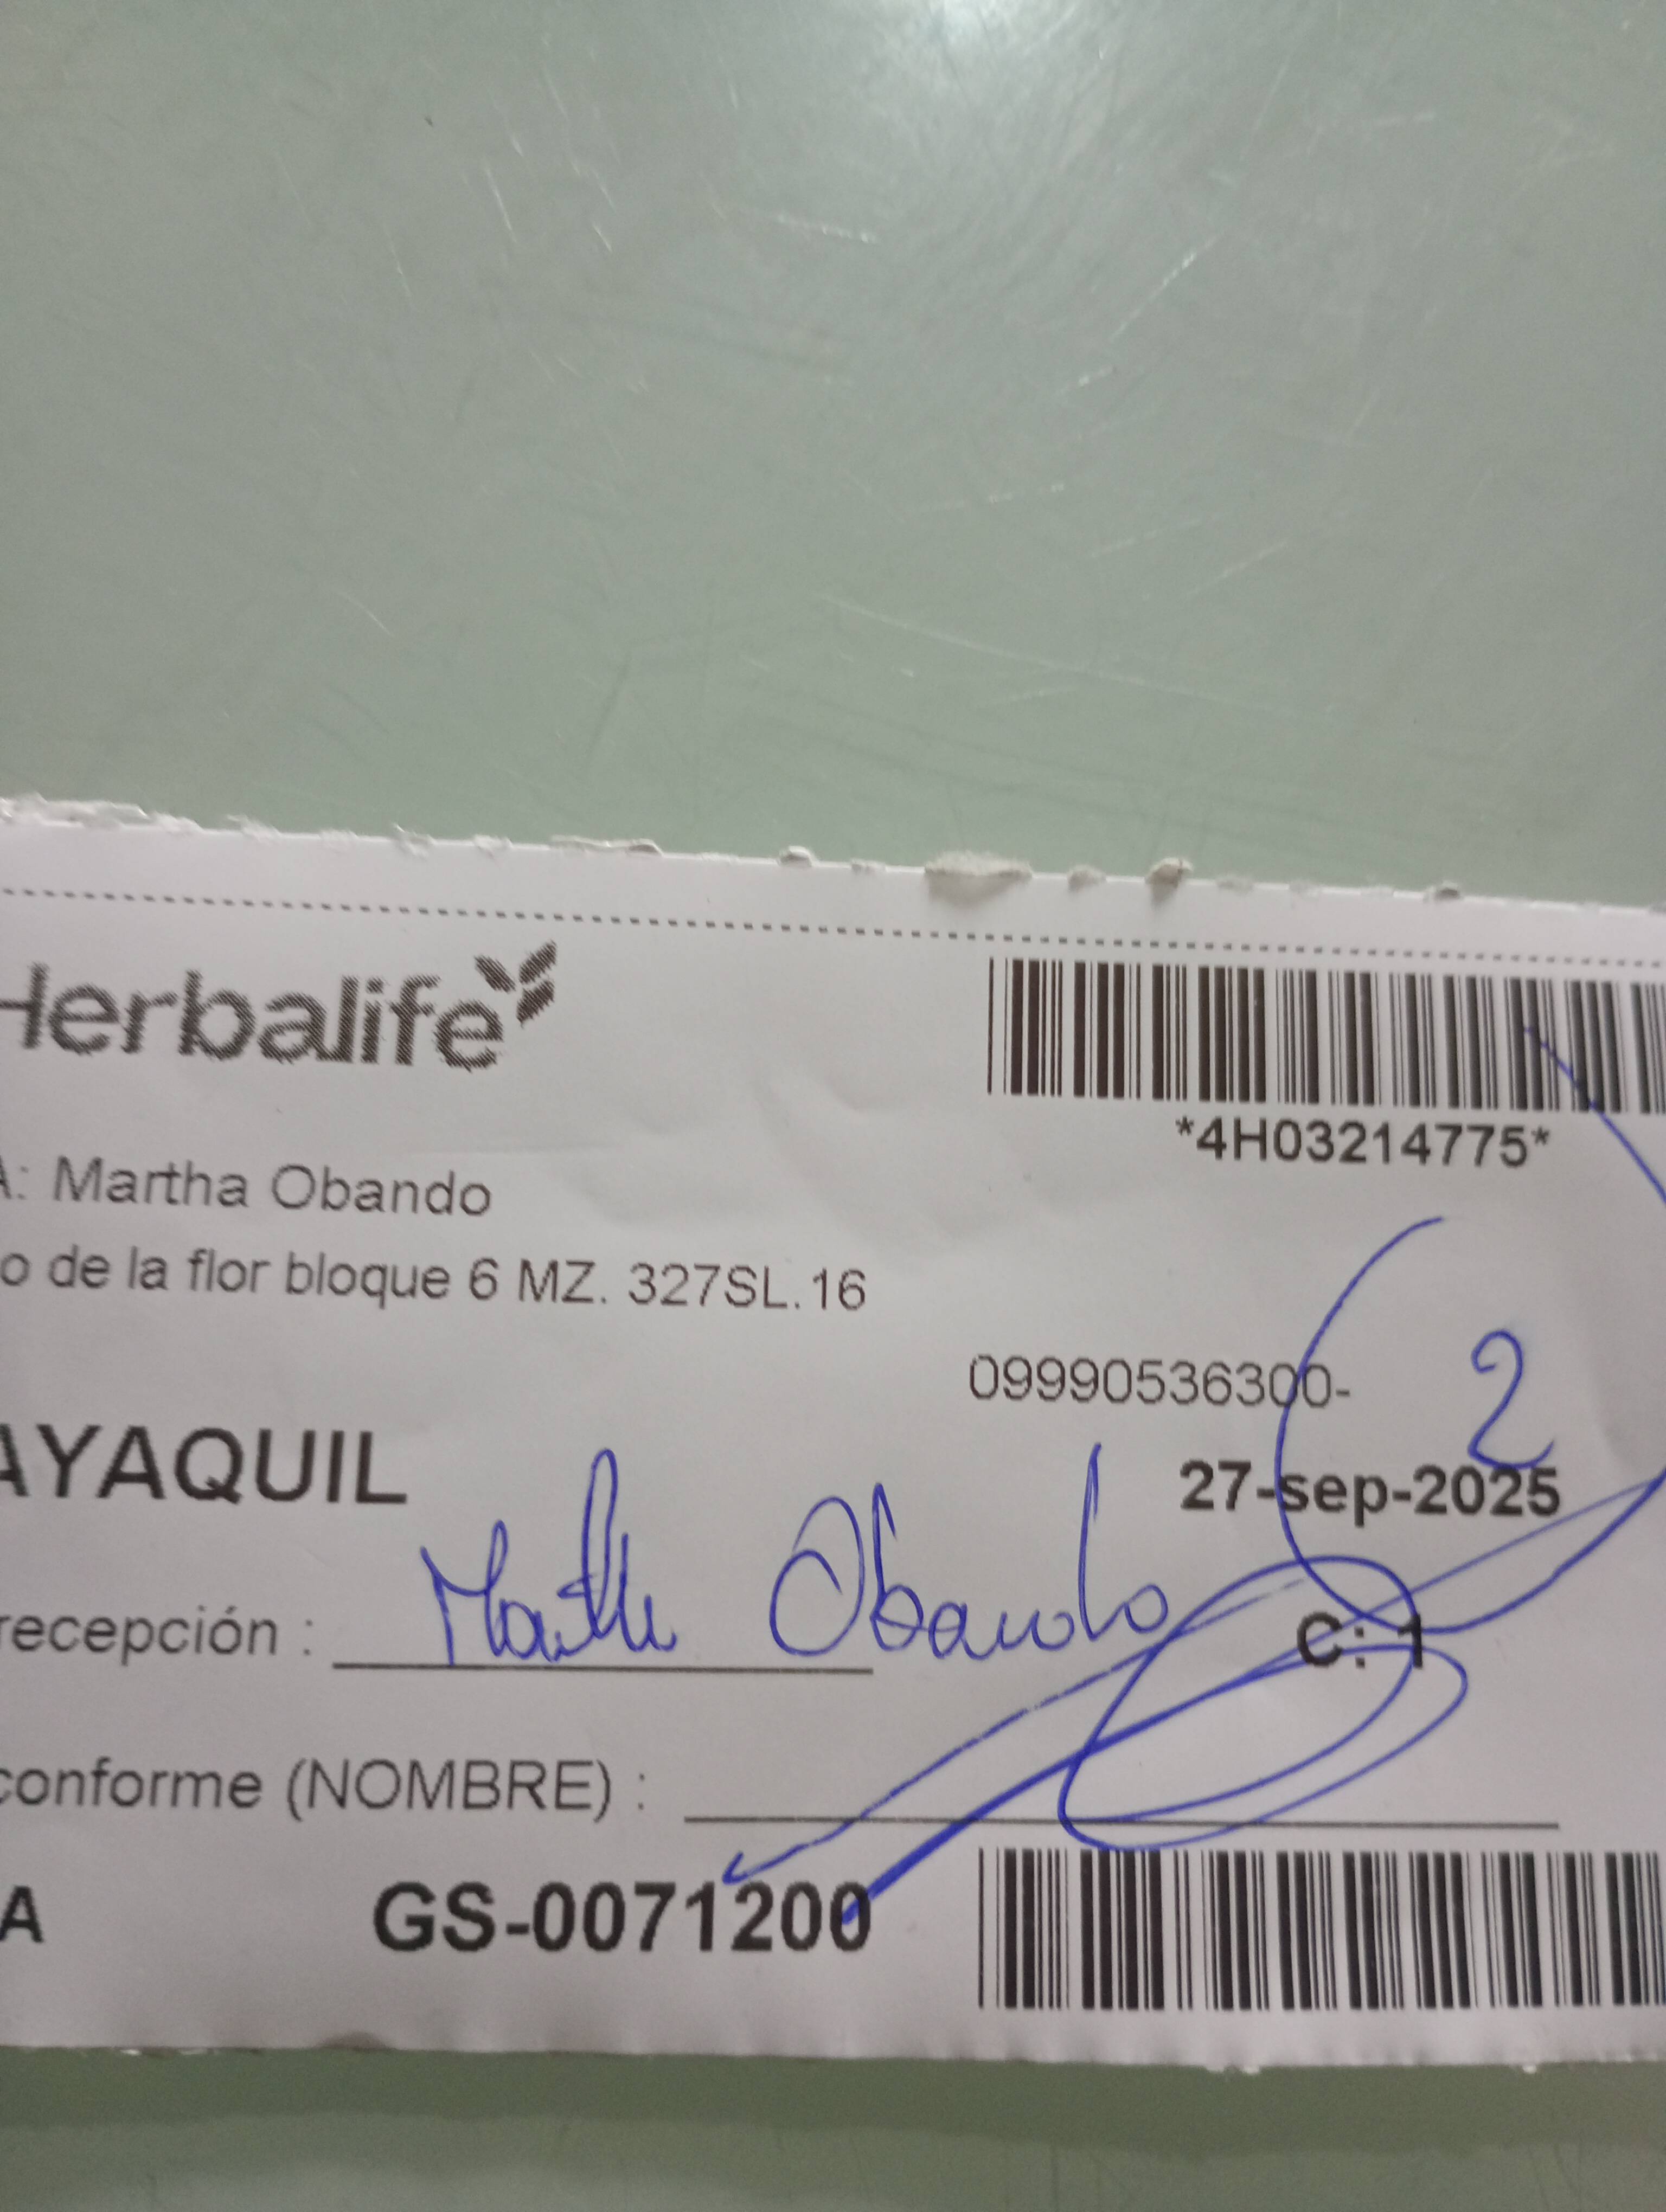 Herbalife
*4H03214775*
A: Martha Obando
o de la flor bloque 6 MZ. 327SL.16
09990536300-
2
AYAQUIL
27-sep-2025
recepción : Martha Obando
C: 1
conforme (NOMBRE) :
A GS-0071200